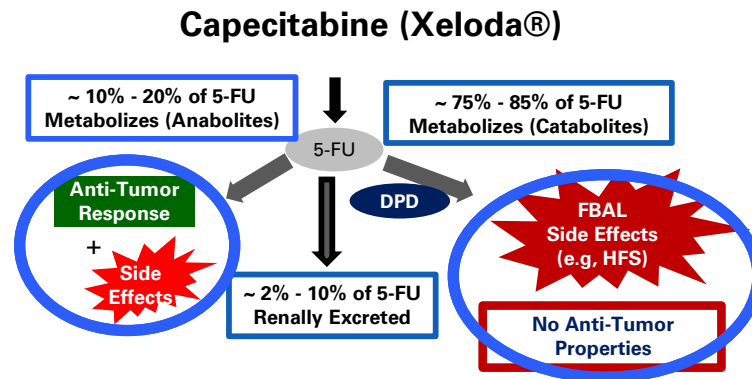 Capecitabine (Xeloda®)
~ 10% - 20% of 5-FU
Metabolizes (Anabolites)
~ 75% - 85% of 5-FU
Metabolizes (Catabolites)
5-FU
DPD
Anti-Tumor
Response
+
Side
Effects
FBAL
Side Effects
(e.g, HFS)
~ 2% - 10% of 5-FU
Renally Excreted
No Anti-Tumor
Properties